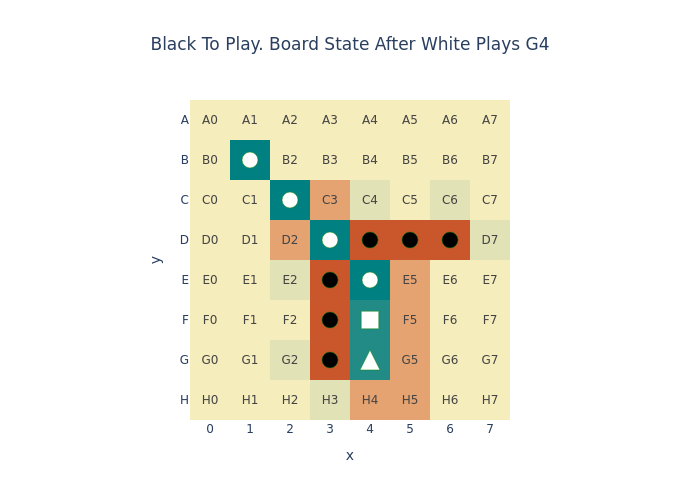 Black To Play. Board State After White Plays G4
A A0 A1 A2 A3 A4 A5 A6 A7
B B0 B2 B3 B4 B5 B6 B7
C C0 C1 C3 C4 C5 C6 C7
D D0 D1 D2 D7
E E0 E1 E2 E5 E6 E7
F F0 F1 F2 F5 F6 F7
G G0 G1 G2 G5 G6 G7
H H0 H1 H2 H3 H4 H5 H6 H7
0 1 2 3 4 5 6 7
x
y